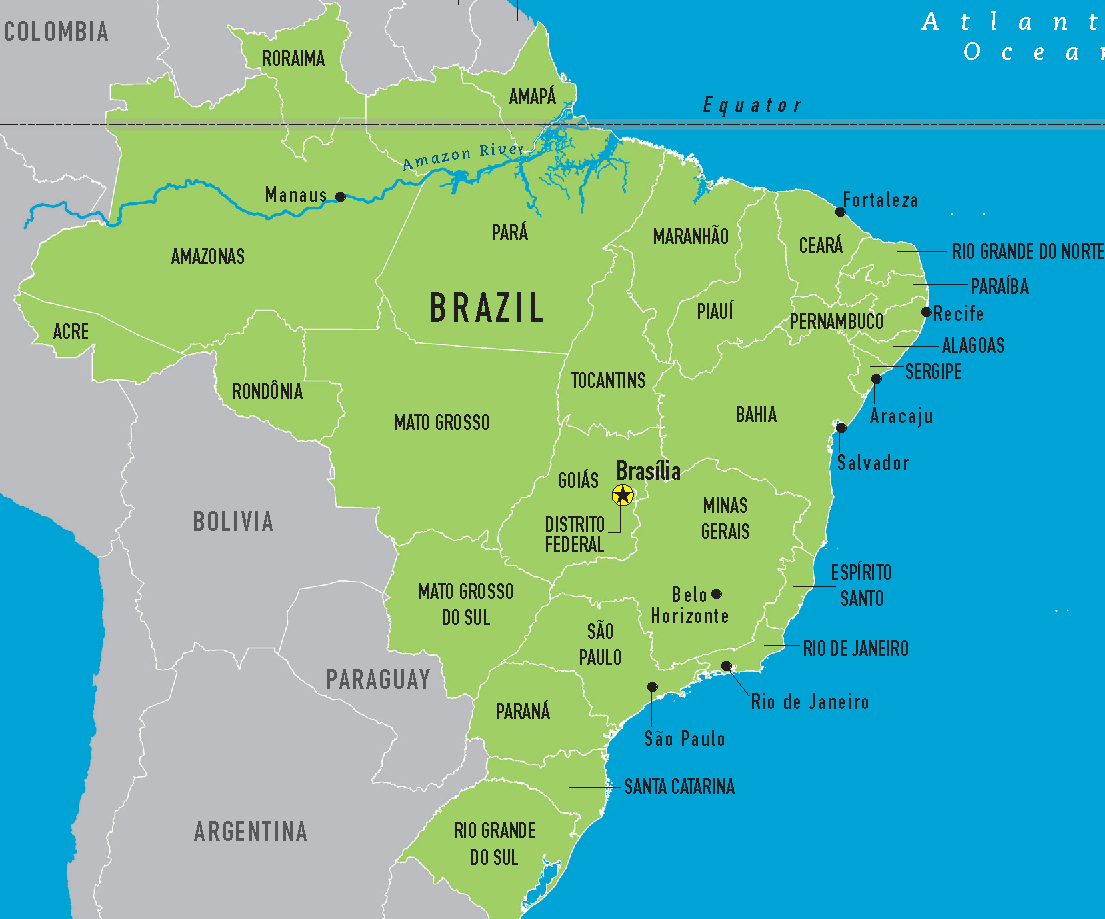 COLOMBIA
Atlant
Ocea
RORAIMA
AMAPÁ
Equator
Amazon River
Manaus
Fortaleza
PARÁ
MARANHÃO
CEARÁ
RIO GRANDE DO NORTE
AMAZONAS
PARAÍBA
BRAZIL
PIAUÍ
PERNAMBUCO
Recife
ACRE
ALAGOAS
SERGIPE
TOCANTINS
RONDÔNIA
BAHIA
Aracaju
MATO GROSSO
Salvador
Brasília
GOIÁS
MINAS
GERAIS
BOLIVIA
DISTRITO
FEDERAL
ESPÍRITO
SANTO
MATO GROSSO
DO SUL
Belo
Horizonte
SÃO
PAULO
RIO DE JANEIRO
PARAGUAY
Rio de Janeiro
PARANÁ
São Paulo
SANTA CATARINA
ARGENTINA
RIO GRANDE
DO SUL